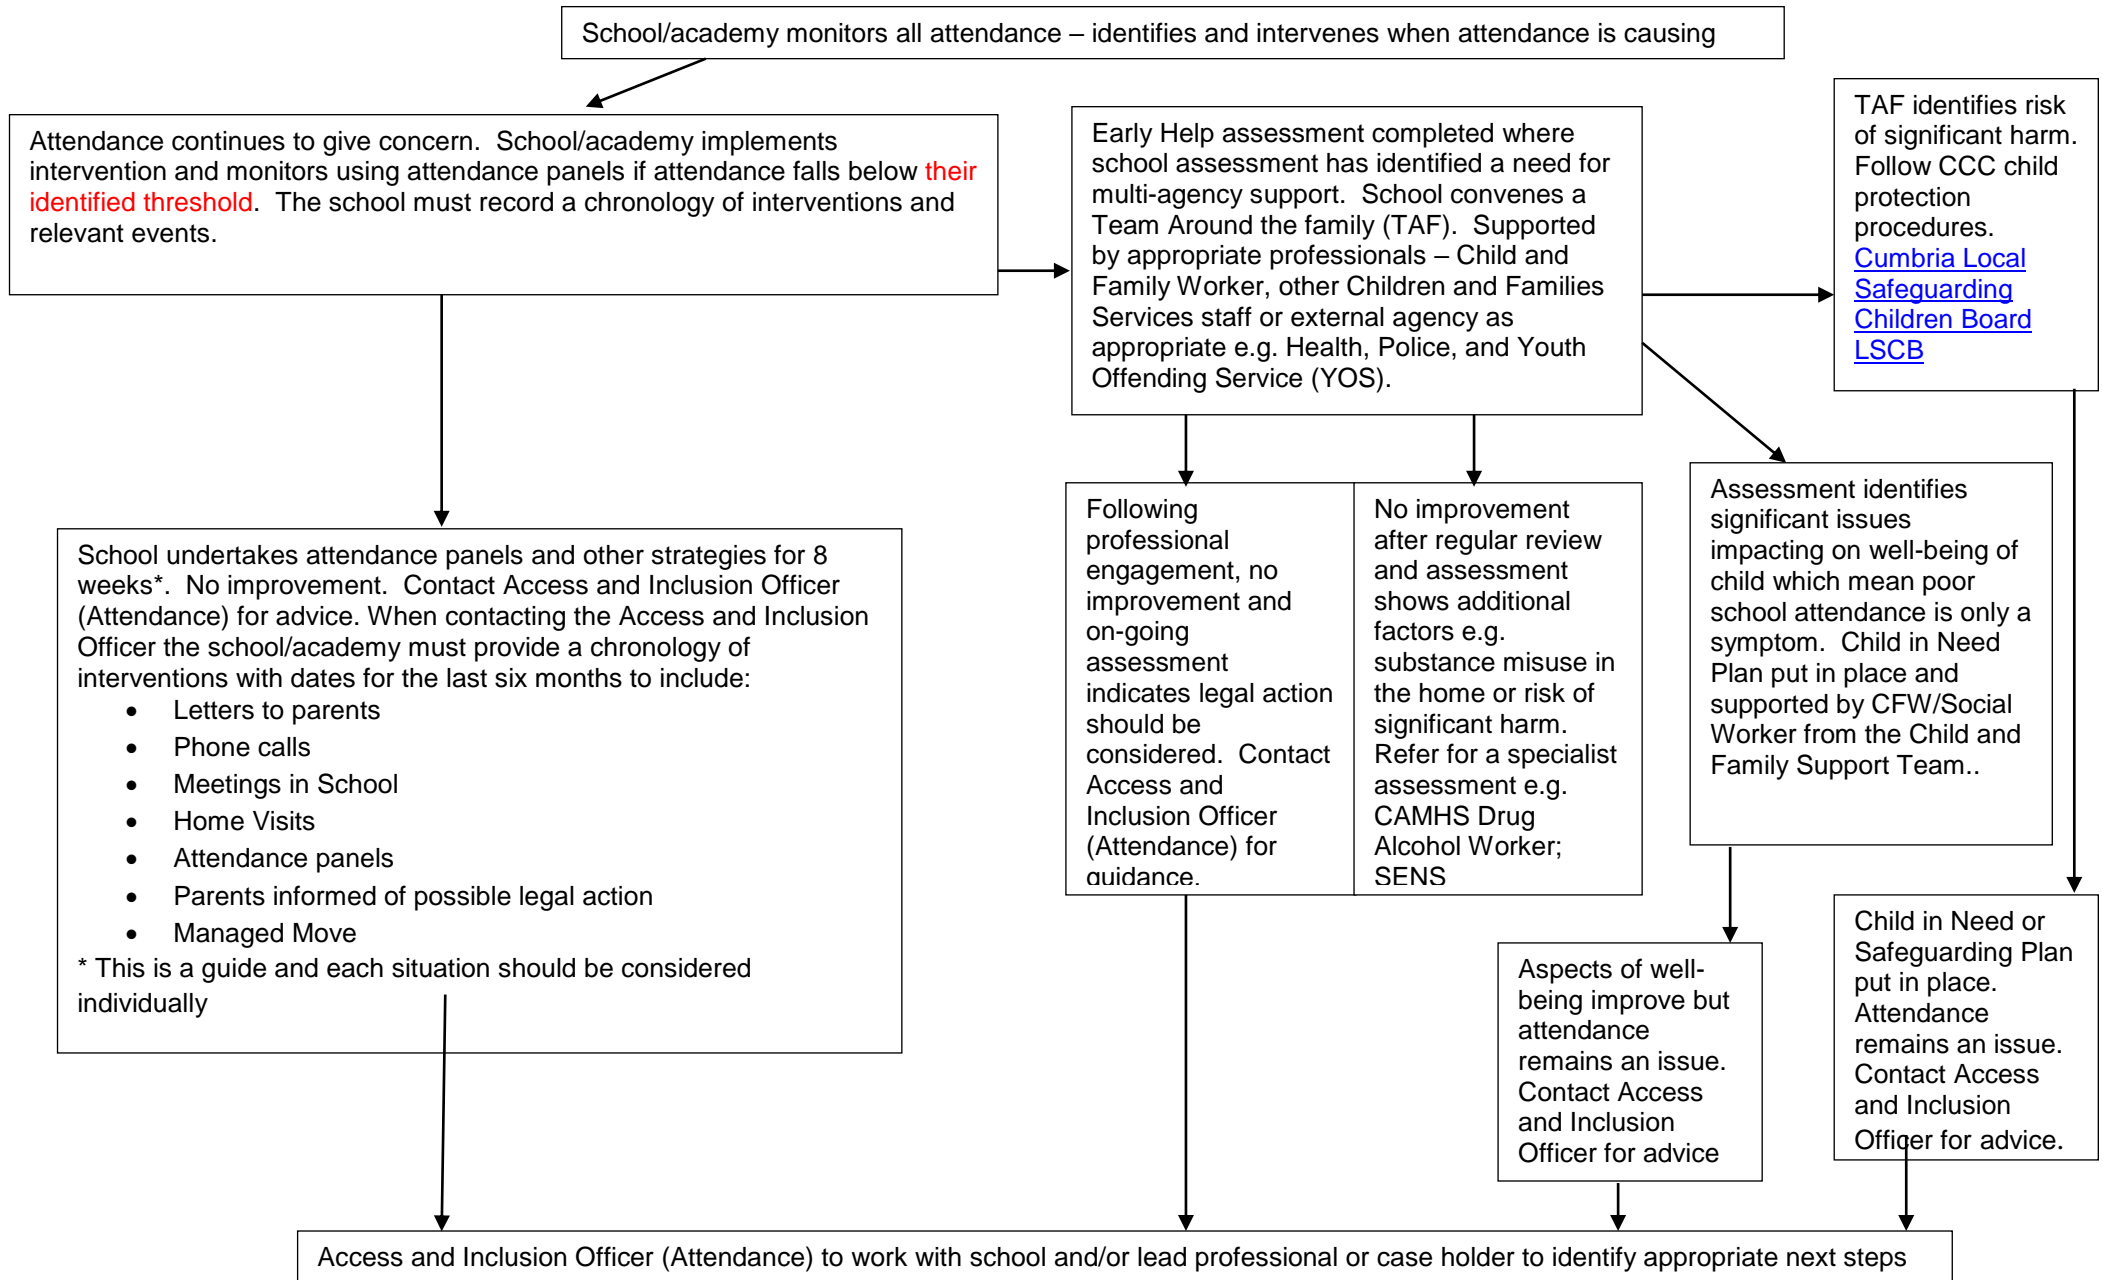 School/academy monitors all attendance – identifies and intervenes when attendance is causing
Attendance continues to give concern.  School/academy implements
intervention and monitors using attendance panels if attendance falls below their
identified threshold.  The school must record a chronology of interventions and
relevant events.
Early Help assessment completed where
school assessment has identified a need for
multi-agency support.  School convenes a
Team Around the family (TAF).  Supported
by appropriate professionals – Child and
Family Worker, other Children and Families
Services staff or external agency as
appropriate e.g. Health, Police, and Youth
Offending Service (YOS).
TAF identifies risk
of significant harm.
Follow CCC child
protection
procedures.
Cumbria Local
Safeguarding
Children Board
LSCB
School undertakes attendance panels and other strategies for 8
weeks*.  No improvement.  Contact Access and Inclusion Officer
(Attendance) for advice. When contacting the Access and Inclusion
Officer the school/academy must provide a chronology of
interventions with dates for the last six months to include:
• Letters to parents
• Phone calls
• Meetings in School
• Home Visits
• Attendance panels
• Parents informed of possible legal action
• Managed Move
* This is a guide and each situation should be considered
individually
Following
professional
engagement, no
improvement and
on-going
assessment
indicates legal action
should be
considered.  Contact
Access and
Inclusion Officer
(Attendance) for
guidance.
No improvement
after regular review
and assessment
shows additional
factors e.g.
substance misuse in
the home or risk of
significant harm.
Refer for a specialist
assessment e.g.
CAMHS Drug
Alcohol Worker;
SENS
Assessment identifies
significant issues
impacting on well-being of
child which mean poor
school attendance is only a
symptom.  Child in Need
Plan put in place and
supported by CFW/Social
Worker from the Child and
Family Support Team..
Aspects of well-
being improve but
attendance
remains an issue.
Contact Access
and Inclusion
Officer for advice
Child in Need or
Safeguarding Plan
put in place.
Attendance
remains an issue.
Contact Access
and Inclusion
Officer for advice.
Access and Inclusion Officer (Attendance) to work with school and/or lead professional or case holder to identify appropriate next steps